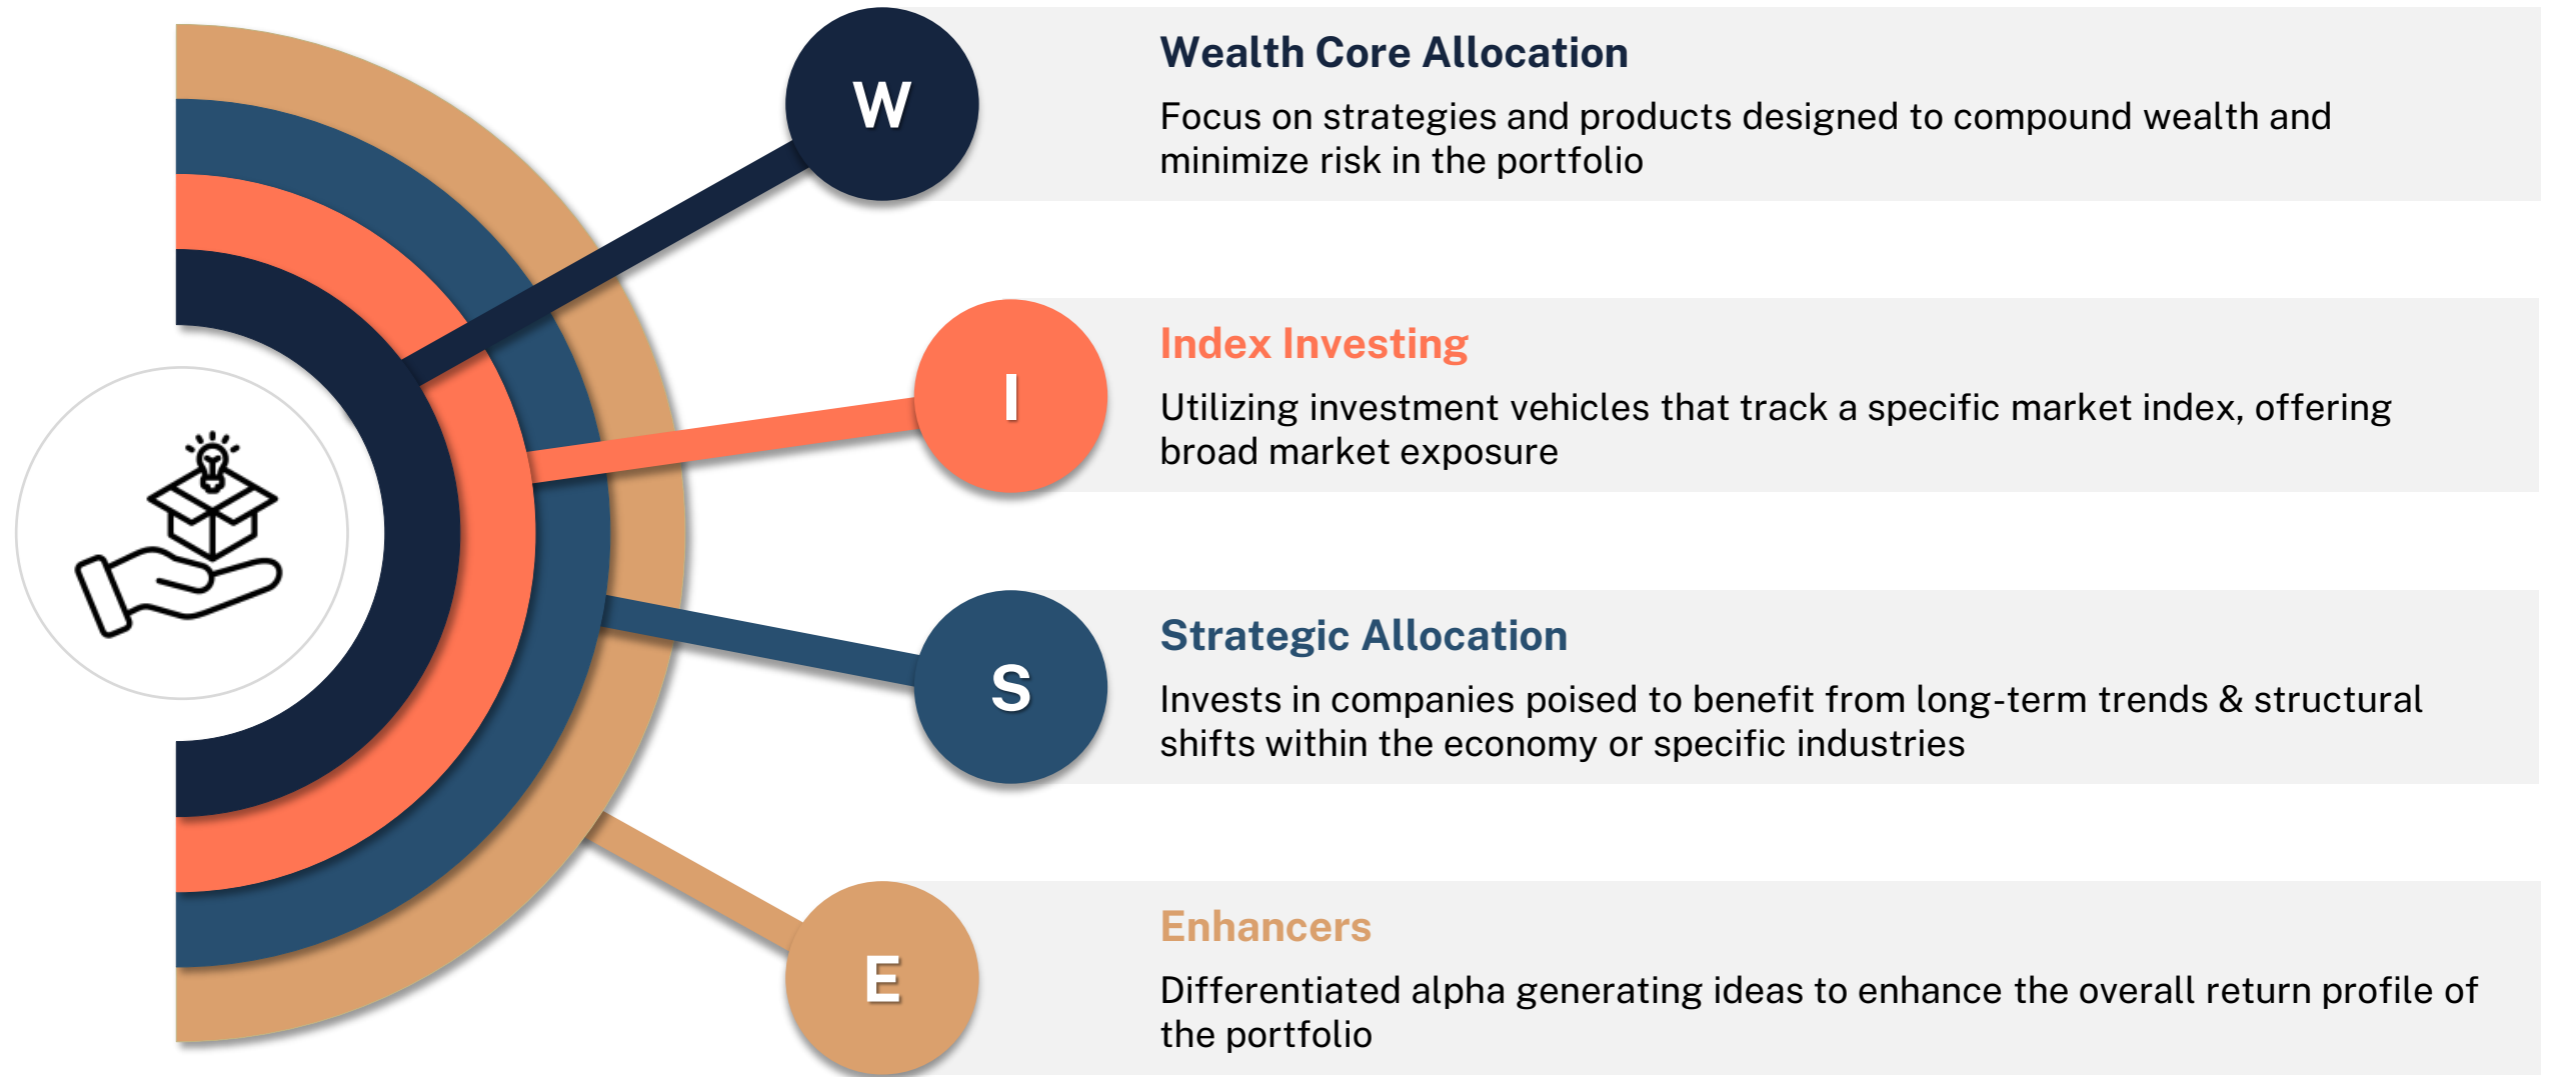 W
Wealth Core Allocation
Focus on strategies and products designed to compound wealth and
minimize risk in the portfolio
I
Index Investing
Utilizing investment vehicles that track a specific market index, offering
broad market exposure
S
Strategic Allocation
Invests in companies poised to benefit from long-term trends & structural
shifts within the economy or specific industries
E
Enhancers
Differentiated alpha generating ideas to enhance the overall return profile of
the portfolio